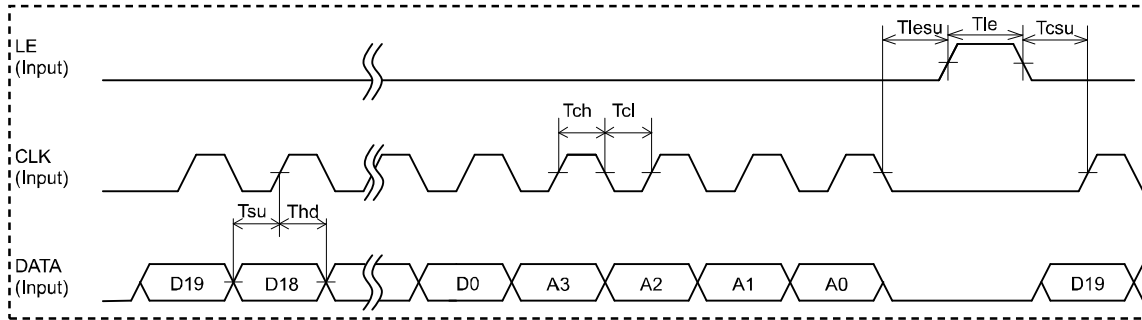 LE
(Input)
Tlesu
Tle
Tcsu
Tch
Tcl
CLK
(Input)
Tsu
Thd
DATA
(Input)
D19
D18
D0
A3
A2
A1
A0
D19